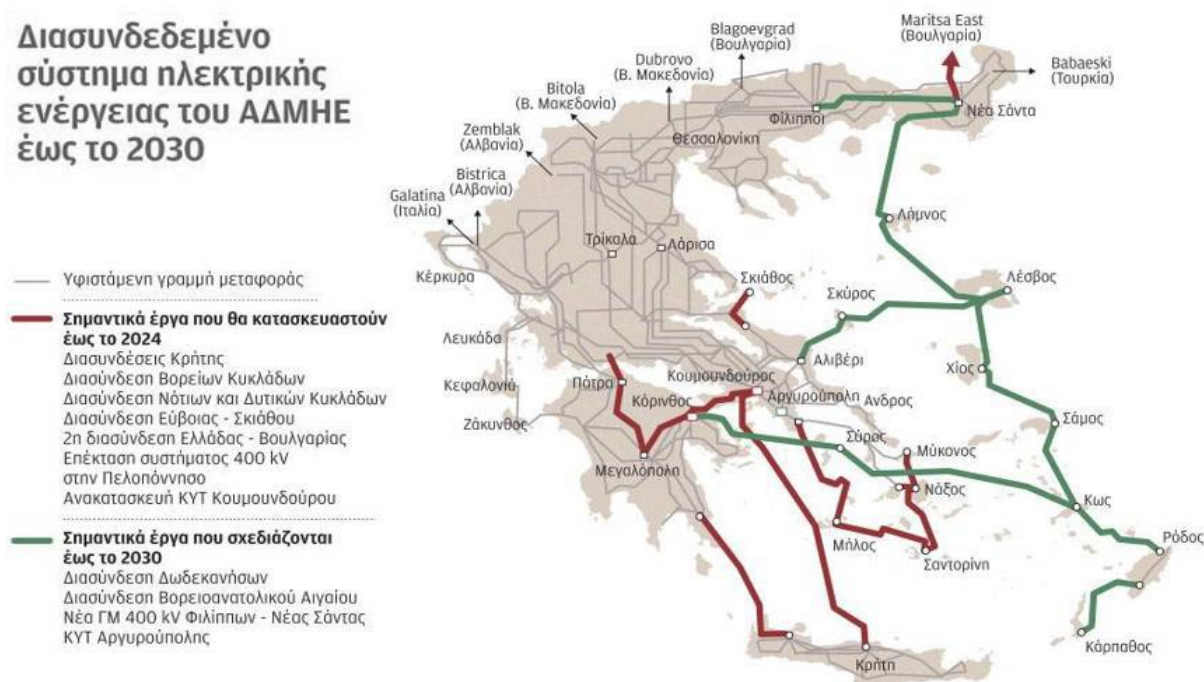 Διασυνδεδεμένο
σύστημα ηλεκτρικής
ενέργειας του ΑΔΜΗΕ
έως το 2030
Υφιστάμενη γραμμή μεταφοράς
Σημαντικά έργα που θα κατασκευαστούν
έως το 2024
Διασυνδέσεις Κρήτης
Διασύνδεση Βορείων Κυκλάδων
Διασύνδεση Νότιων και Δυτικών Κυκλάδων
Διασύνδεση Εύβοιας - Σκιάθου
2η διασύνδεση Ελλάδας - Βουλγαρίας
Επέκταση συστήματος 400 kV
στην Πελοπόννησο
Ανακατασκευή ΚΥΤ Κουμουνδούρου
Σημαντικά έργα που σχεδιάζονται
έως το 2030
Διασύνδεση Δωδεκανήσων
Διασύνδεση Βορειοανατολικού Αιγαίου
Νέα ΓΜ 400 kV Φιλίππων - Νέας Σάντας
ΚΥΤ Αργυρούπολης
Maritsa East
(Βουλγαρία)
Blagoevgrad
(Βουλγαρία)
Dubrovo
(Β. Μακεδονία)
Babaeski
(Τουρκία)
Bitola
(Β. Μακεδονία)
Zemblak
(Αλβανία)
Bistrica
(Αλβανία)
Galatina
(Ιταλία)
Φίλιπποι
Νέα Σάντα
Θεσσαλονίκη
Λήμνος
Τρίκαλα
Λάρισα
Κέρκυρα
Σκιάθος
Λέσβος
Σκύρος
Λευκάδα
Αλιβέρι
Χίος
Κεφαλονιά
Πάτρα
Κουμουνδούρος
Κόρινθος
Αργυρούπολη
Άνδρος
Ζάκυνθος
Σάμος
Σύρος
Μύκονος
Μεγαλόπολη
Νάξος
Κως
Μήλος
Σαντορίνη
Ρόδος
Κάρπαθος
Κρήτη